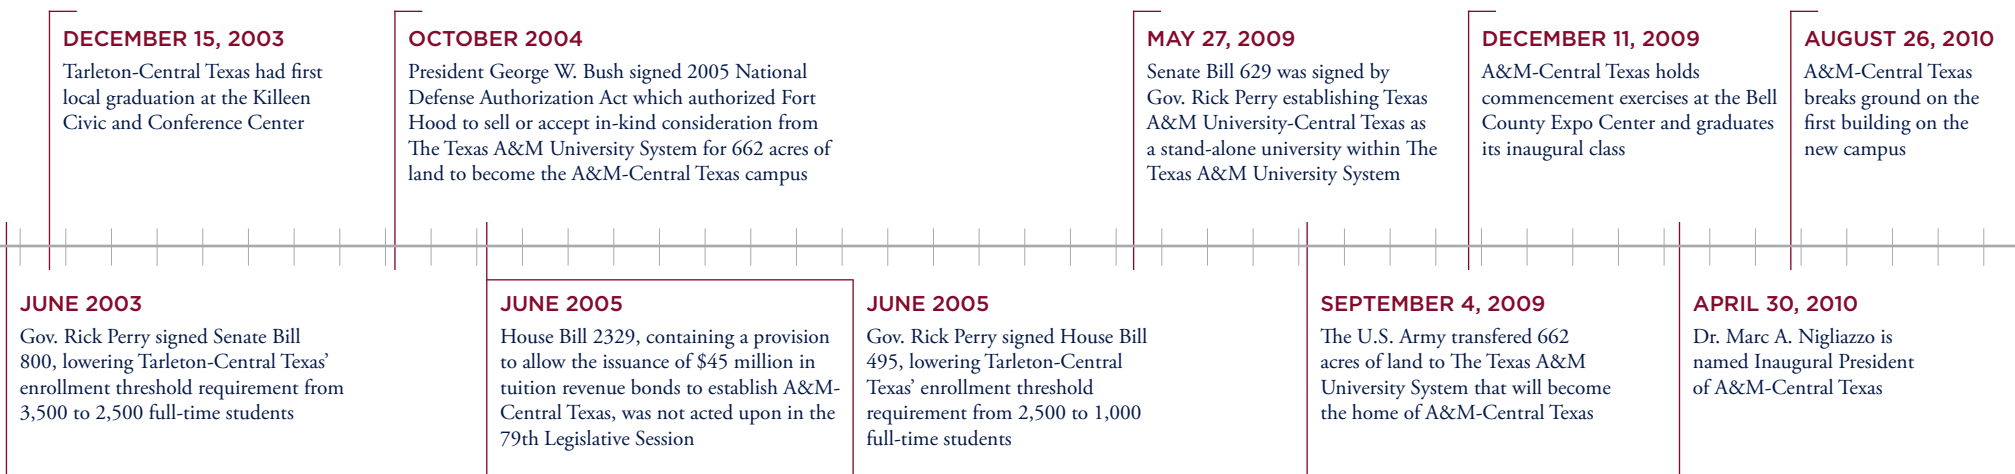 DECEMBER 15, 2003
Tarleton-Central Texas had first
local graduation at the Killeen
Civic and Conference Center
OCTOBER 2004
President George W. Bush signed 2005 National
Defense Authorization Act which authorized Fort
Hood to sell or accept in-kind consideration from
The Texas A&M University System for 662 acres of
land to become the A&M-Central Texas campus
MAY 27, 2009
Senate Bill 629 was signed by
Gov. Rick Perry establishing Texas
A&M University-Central Texas as
a stand-alone university within The
Texas A&M University System
DECEMBER 11, 2009
A&M-Central Texas holds
commencement exercises at the Bell
County Expo Center and graduates
its inaugural class
AUGUST 26, 2010
A&M-Central Texas
breaks ground on the
first building on the
new campus
JUNE 2003
Gov. Rick Perry signed Senate Bill
800, lowering Tarleton-Central Texas’
enrollment threshold requirement from
3,500 to 2,500 full-time students
JUNE 2005
House Bill 2329, containing a provision
to allow the issuance of $45 million in
tuition revenue bonds to establish A&M-
Central Texas, was not acted upon in the
79th Legislative Session
JUNE 2005
Gov. Rick Perry signed House Bill
495, lowering Tarleton-Central
Texas’ enrollment threshold
requirement from 2,500 to 1,000
full-time students
SEPTEMBER 4, 2009
The U.S. Army transfered 662
acres of land to The Texas A&M
University System that will become
the home of A&M-Central Texas
APRIL 30, 2010
Dr. Marc A. Nigliazzo is
named Inaugural President
of A&M-Central Texas